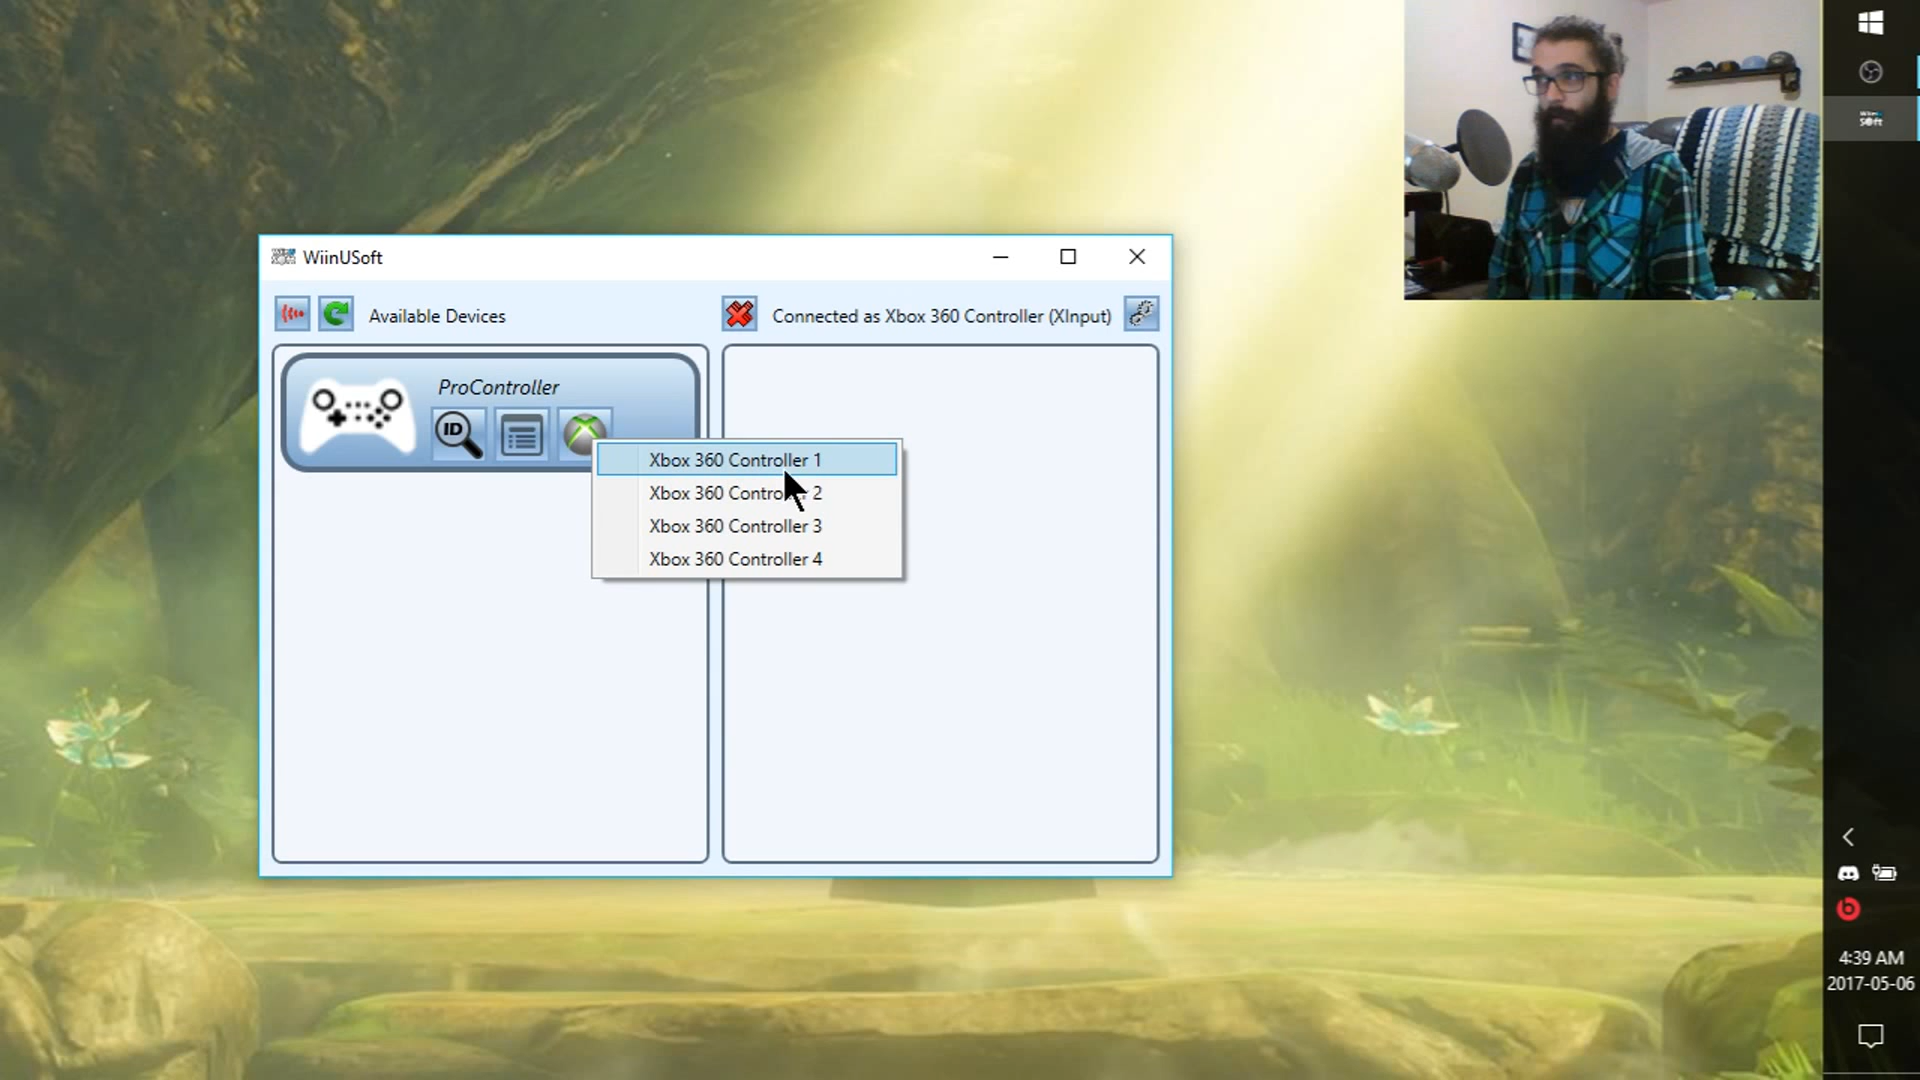 WiinUSoft
Available Devices
Connected as Xbox 360 Controller (XInput)
ProController
ID
Xbox 360 Controller 1
Xbox 360 Controller 2
Xbox 360 Controller 3
Xbox 360 Controller 4
4:39 AM
2017-05-06